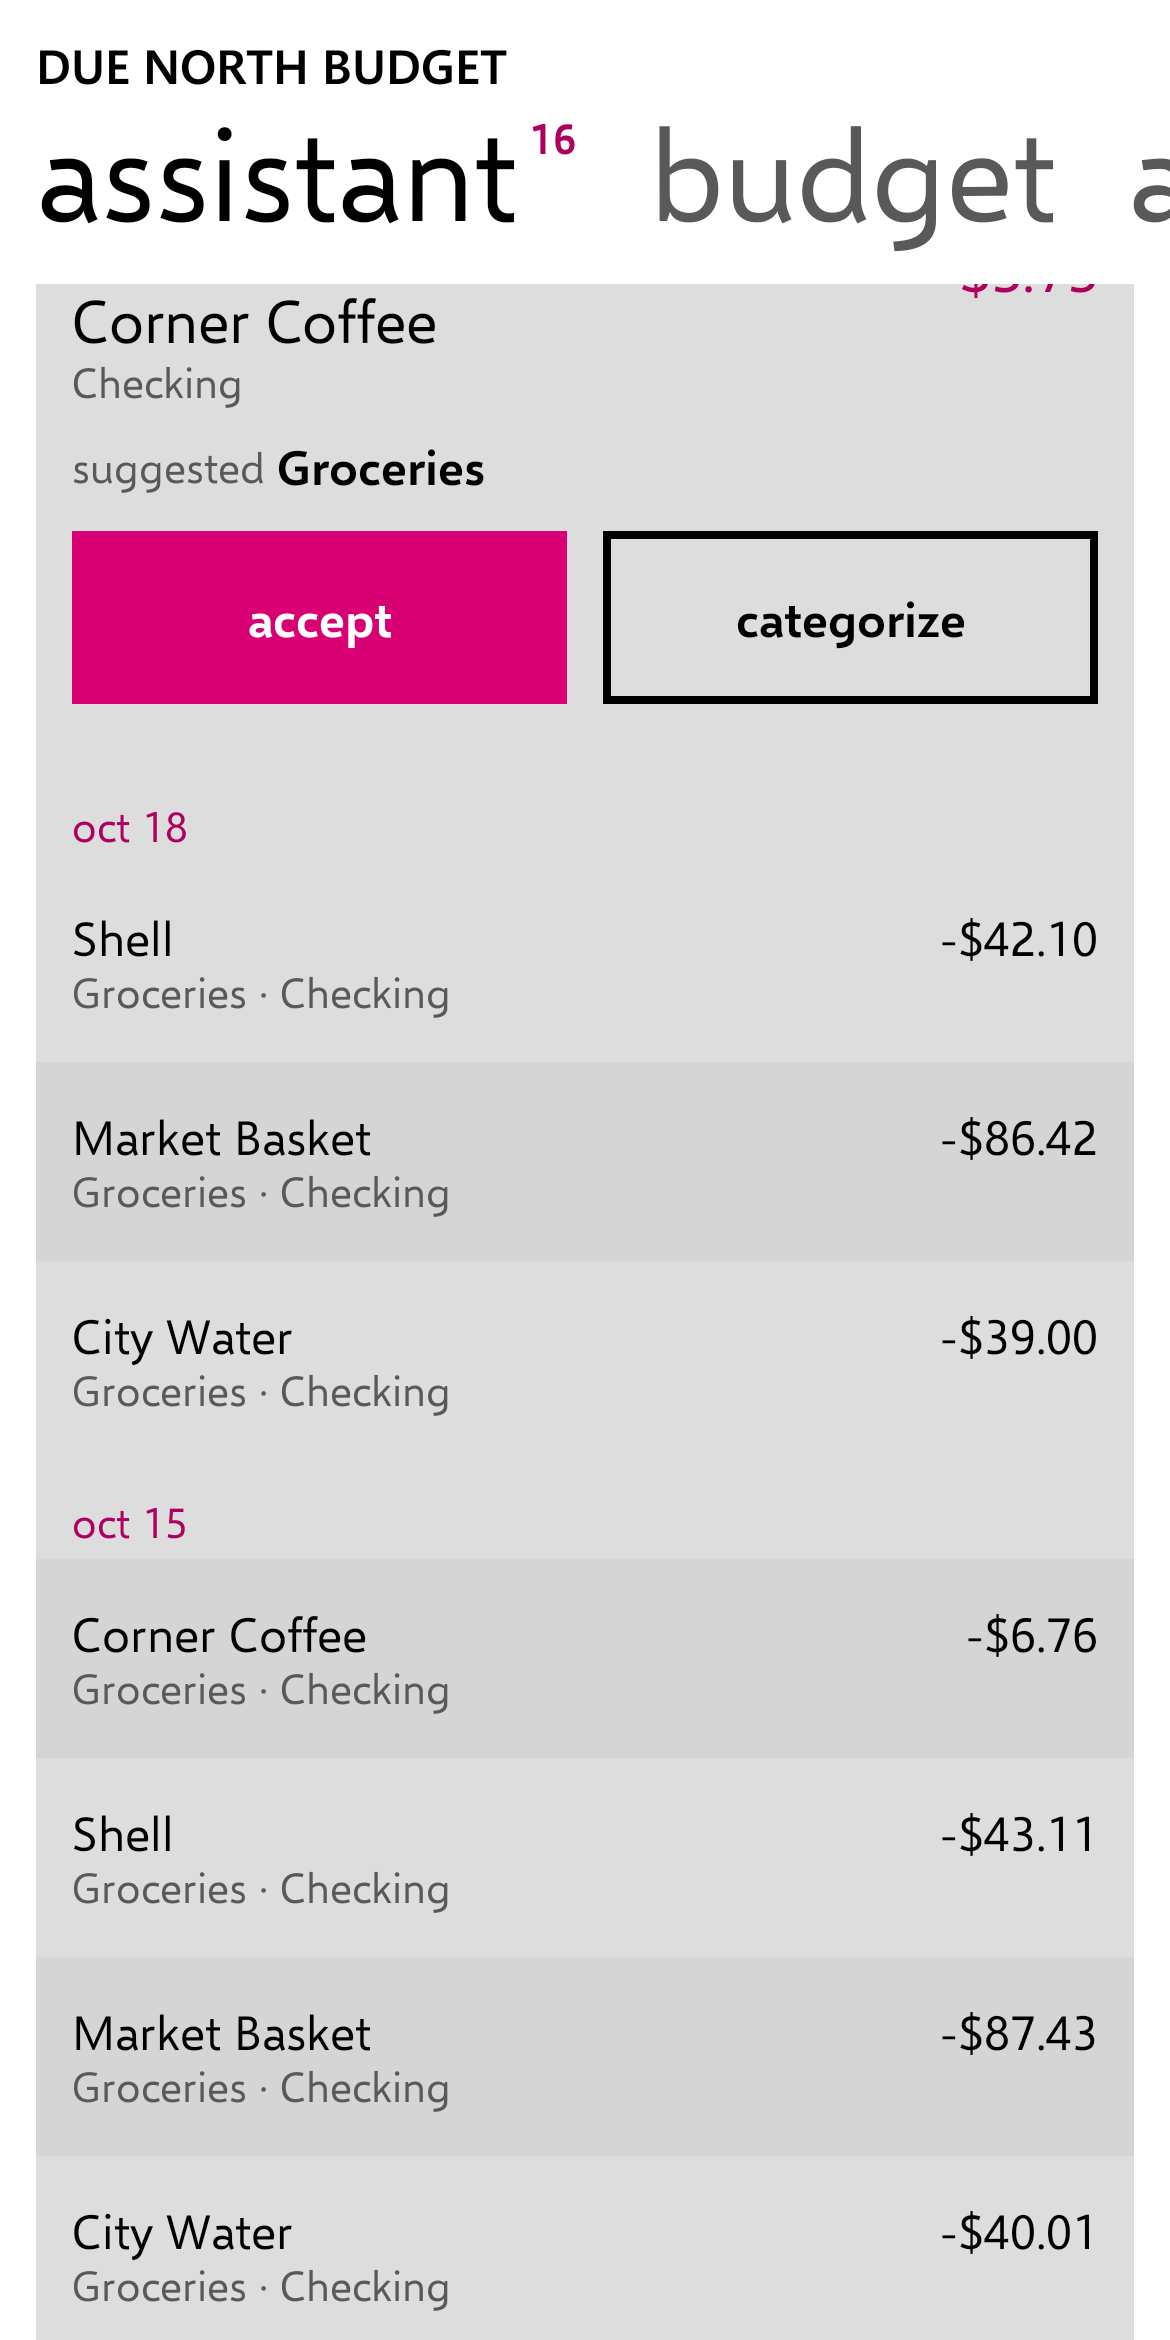 DUE NORTH BUDGET
assistant 16 budget
Corner Coffee
Checking
suggested Groceries
accept categorize
oct 18
Shell -$42.10
Groceries · Checking
Market Basket -$86.42
Groceries · Checking
City Water -$39.00
Groceries · Checking
oct 15
Corner Coffee -$6.76
Groceries · Checking
Shell -$43.11
Groceries · Checking
Market Basket -$87.43
Groceries · Checking
City Water -$40.01
Groceries · Checking